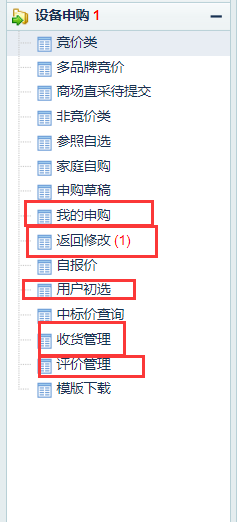 设备申购 1
竞价类
多品牌竞价
商场直采待提交
非竞价类
参照自选
家庭自购
申购草稿
我的申购
返回修改 (1)
自报价
用户初选
中标价查询
收货管理
评价管理
模版下载